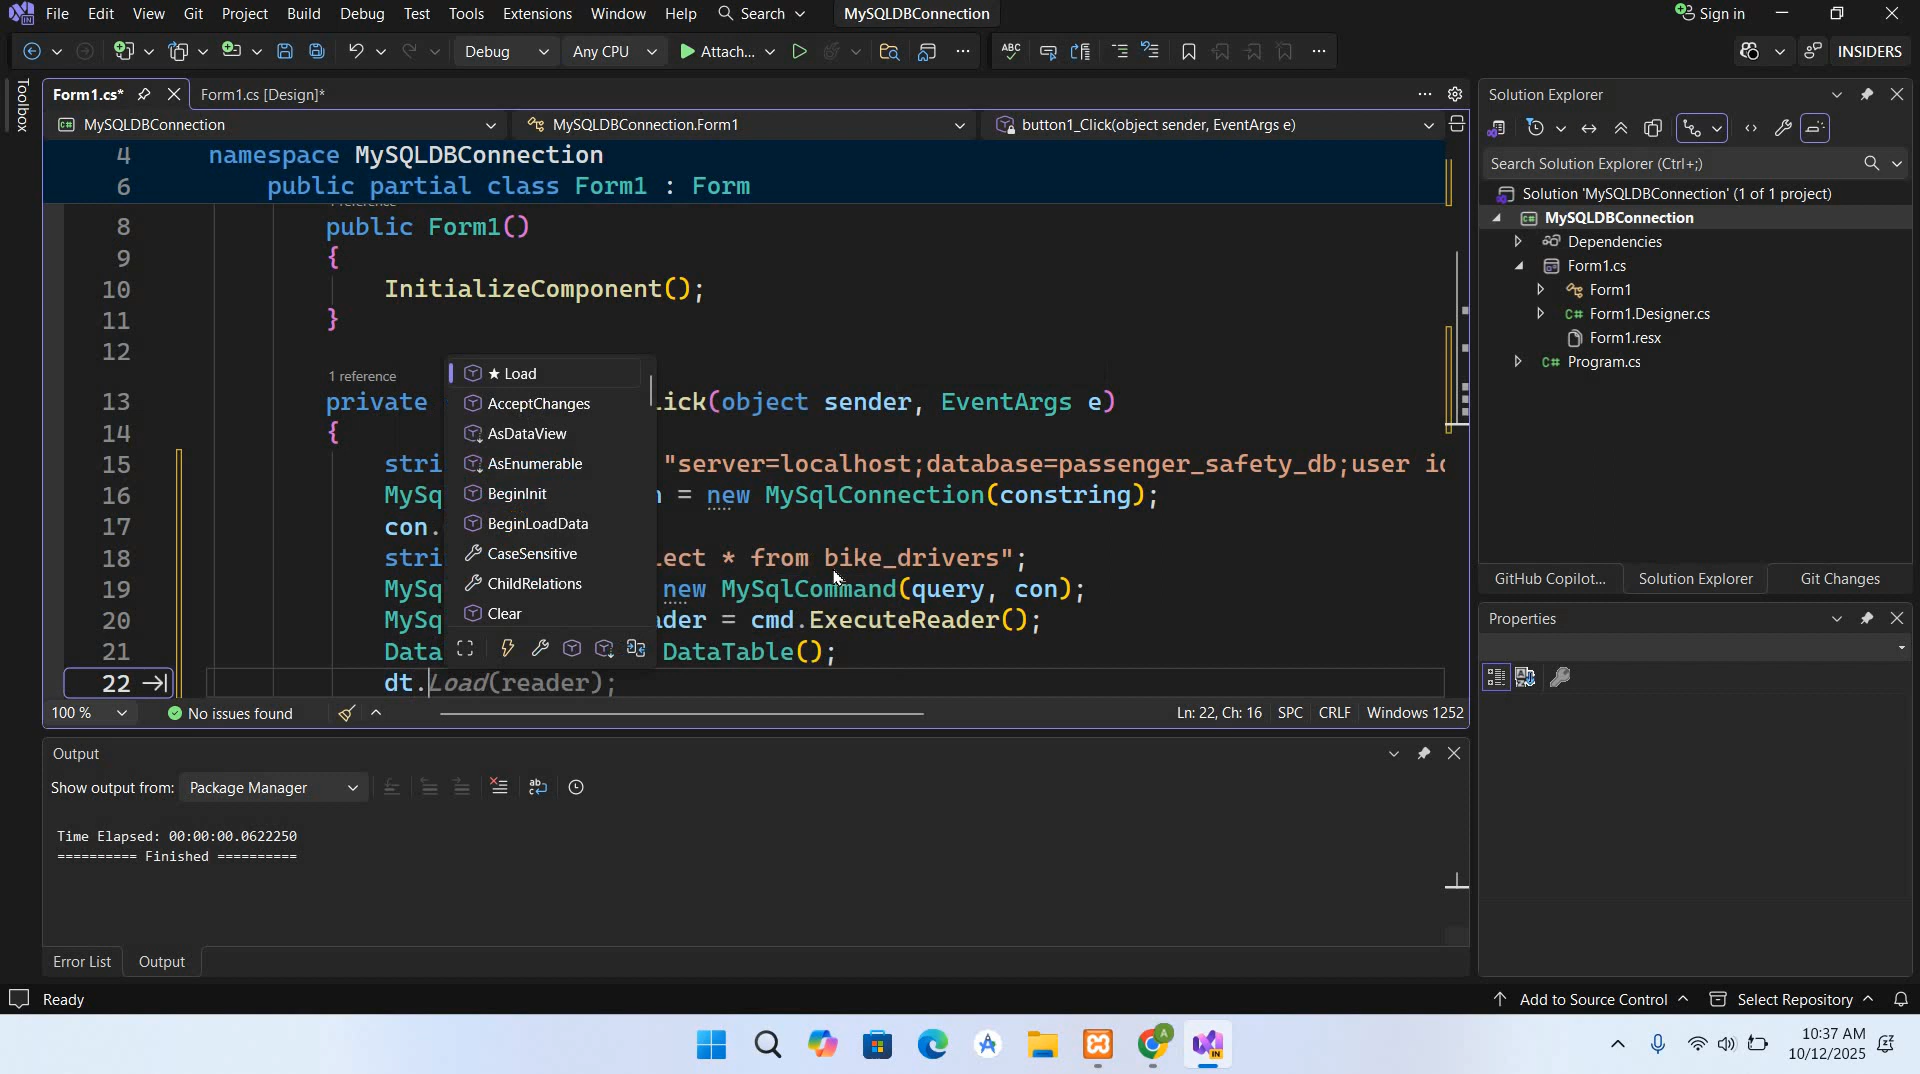 File Edit View Git Project Build Debug Test Tools Extensions Window Help Search MySQLDBConnection Sign in
Debug Any CPU Attach... INSIDERS
Toolbox
Form1.cs* Form1.cs [Design]*
MySQLDBConnection MySQLDBConnection.Form1 button1_Click(object sender, EventArgs e)
4 namespace MySQLDBConnection
6 public partial class Form1 : Form
8 public Form1()
9 {
10 InitializeComponent();
11 }
12
1 reference
13 private lick(object sender, EventArgs e)
14 {
15 stri "server=localhost;database=passenger_safety_db;user id
16 MySq n = new MySqlConnection(constring);
17 con.
18 stri lect * from bike_drivers";
19 MySq new MySqlCommand(query, con);
20 MySq ader = cmd.ExecuteReader();
21 Data DataTable();
22 dt.Load(reader);
★ Load
AcceptChanges
AsDataView
AsEnumerable
BeginInit
BeginLoadData
CaseSensitive
ChildRelations
Clear
100 % No issues found Ln: 22, Ch: 16 SPC CRLF Windows 1252
Output
Show output from: Package Manager
Time Elapsed: 00:00:00.0622250
========== Finished ==========
Error List Output
Solution Explorer
Search Solution Explorer (Ctrl+;)
Solution 'MySQLDBConnection' (1 of 1 project)
MySQLDBConnection
Dependencies
Form1.cs
Form1
Form1.Designer.cs
Form1.resx
Program.cs
GitHub Copilot... Solution Explorer Git Changes
Properties
Ready Add to Source Control Select Repository
10:37 AM
10/12/2025